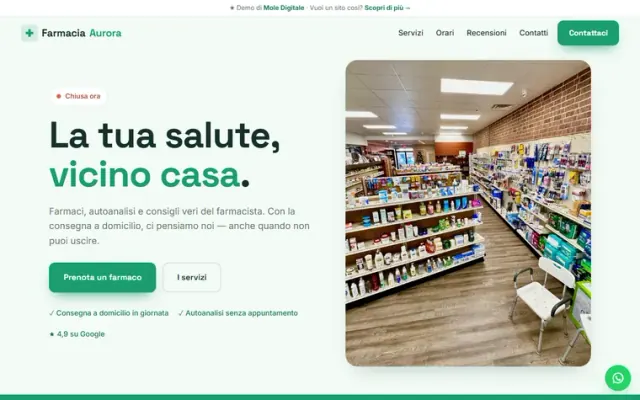 ★ Demo di Mole Digitale · Vuoi un sito così? Scopri di più →
Farmacia Aurora
Servizi
Orari
Recensioni
Contatti
Contattaci
Chiusa ora
La tua salute,
vicino casa.
Farmaci, autoanalisi e consigli veri del farmacista. Con la
consegna a domicilio, ci pensiamo noi — anche quando non
puoi uscire.
Prenota un farmaco
I servizi
✓ Consegna a domicilio in giornata
✓ Autoanalisi senza appuntamento
★ 4,9 su Google